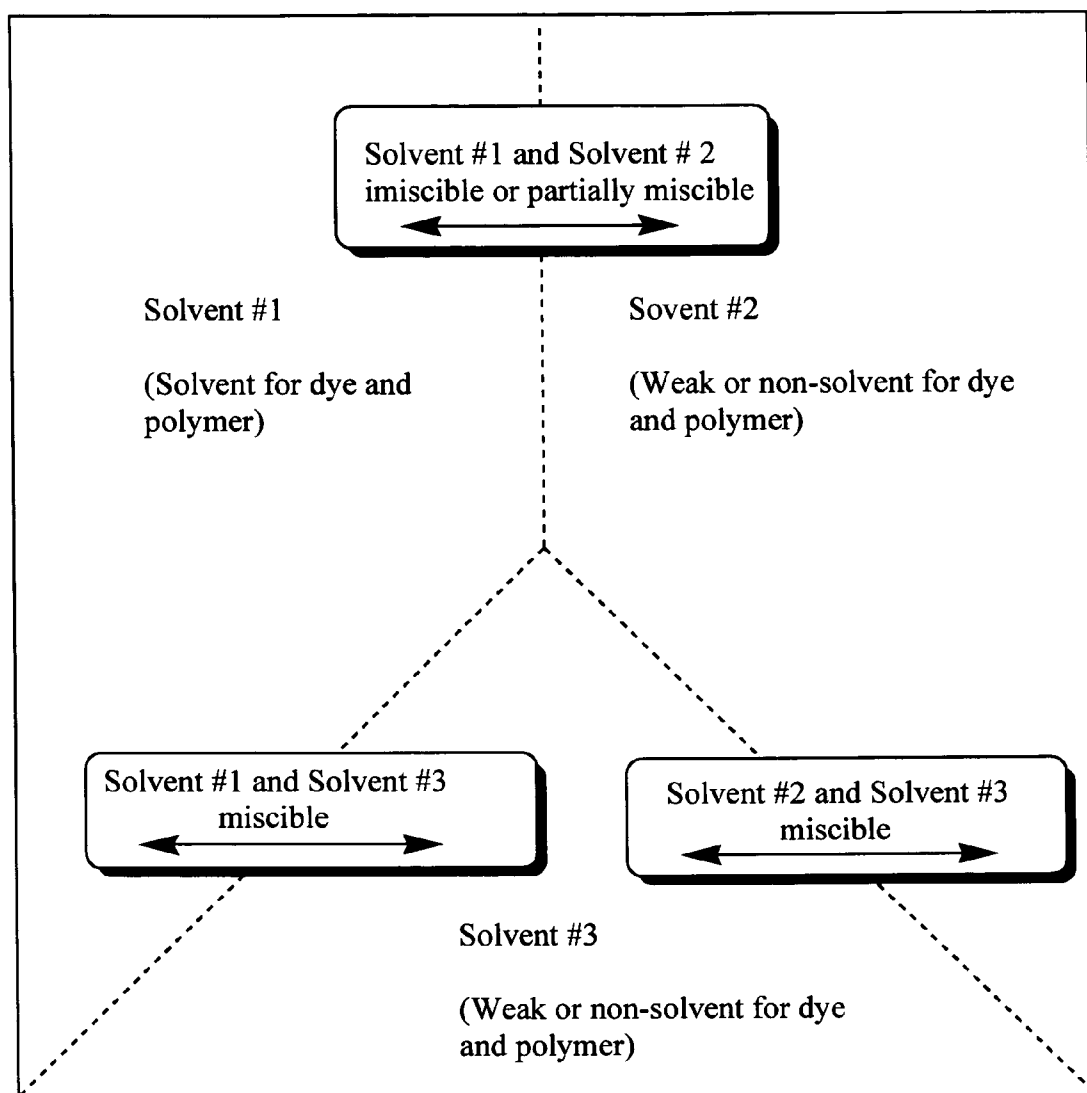 Solvent #1 and Solvent # 2
imiscible or partially miscible
Solvent #1
(Solvent for dye and
polymer)
Sovent #2
(Weak or non-solvent for dye
and polymer)
Solvent #1 and Solvent #3
miscible
Solvent #2 and Solvent #3
miscible
Solvent #3
(Weak or non-solvent for dye
and polymer)